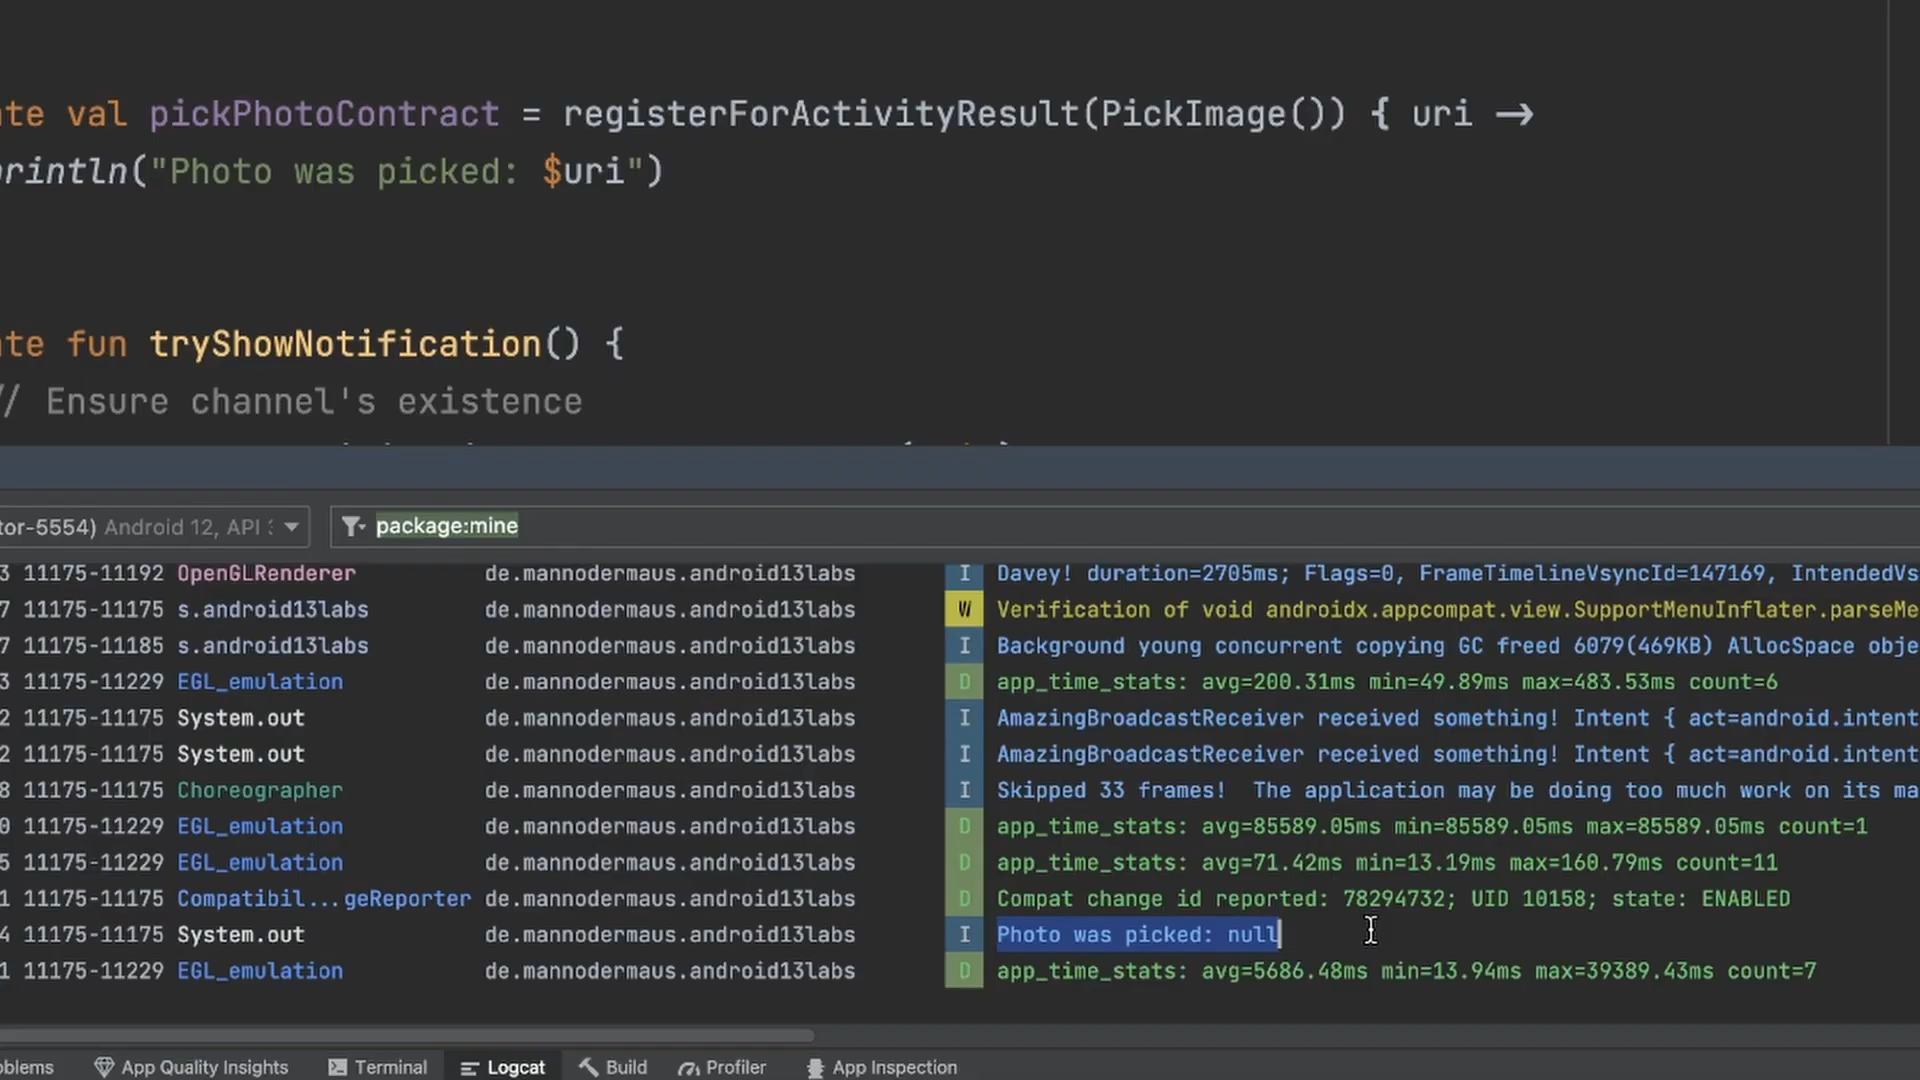 ate val pickPhotoContract = registerForActivityResult(PickImage()) { uri ->
println("Photo was picked: $uri")
ate fun tryShowNotification() {
// Ensure channel's existence
tor-5554) Android 12, API package:mine
3 11175-11192 OpenGLRenderer de.mannodermaus.android13labs I Davey! duration=2705ms; Flags=0, FrameTimelineVsyncId=147169, IntendedVs
7 11175-11175 s.android13labs de.mannodermaus.android13labs W Verification of void androidx.appcompat.view.SupportMenuInflater.parseMe
7 11175-11185 s.android13labs de.mannodermaus.android13labs I Background young concurrent copying GC freed 6079(469KB) AllocSpace obje
3 11175-11229 EGL_emulation de.mannodermaus.android13labs D app_time_stats: avg=200.31ms min=49.89ms max=483.53ms count=6
2 11175-11175 System.out de.mannodermaus.android13labs I AmazingBroadcastReceiver received something! Intent { act=android.intent
2 11175-11175 System.out de.mannodermaus.android13labs I AmazingBroadcastReceiver received something! Intent { act=android.intent
8 11175-11175 Choreographer de.mannodermaus.android13labs I Skipped 33 frames! The application may be doing too much work on its ma
0 11175-11229 EGL_emulation de.mannodermaus.android13labs D app_time_stats: avg=85589.05ms min=85589.05ms max=85589.05ms count=1
5 11175-11229 EGL_emulation de.mannodermaus.android13labs D app_time_stats: avg=71.42ms min=13.19ms max=160.79ms count=11
1 11175-11175 Compatibil...geReporter de.mannodermaus.android13labs D Compat change id reported: 78294732; UID 10158; state: ENABLED
4 11175-11175 System.out de.mannodermaus.android13labs I Photo was picked: null
1 11175-11229 EGL_emulation de.mannodermaus.android13labs D app_time_stats: avg=5686.48ms min=13.94ms max=39389.43ms count=7
oblems App Quality Insights Terminal Logcat Build Profiler App Inspection